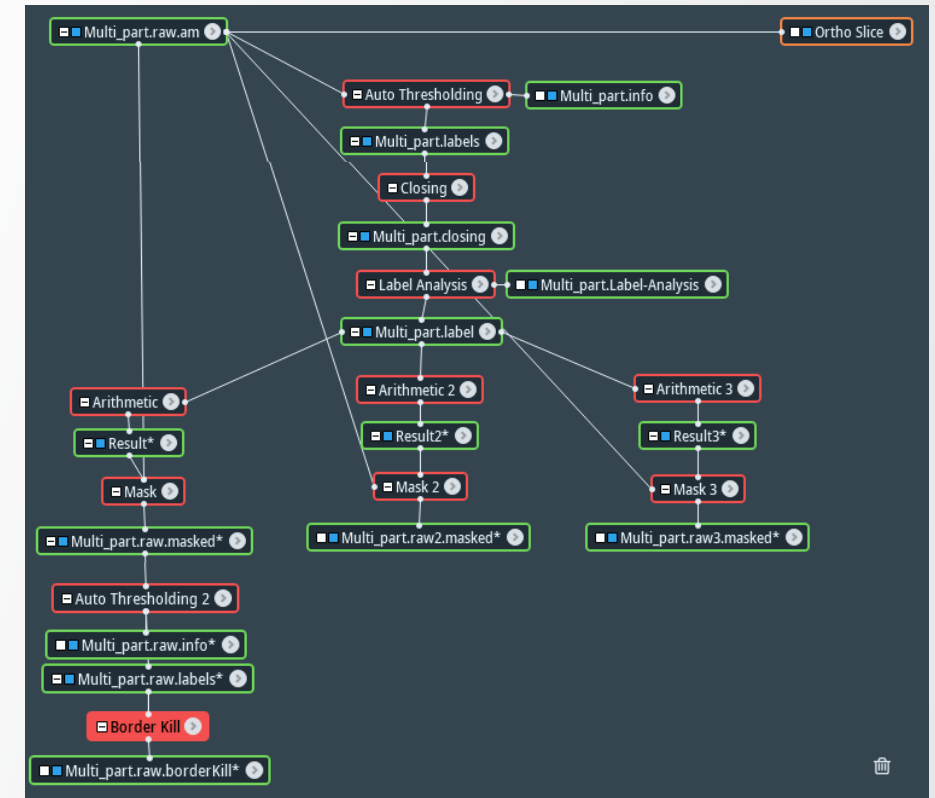 Multi_part.raw.am
Ortho Slice
Auto Thresholding
Multi_part.info
Multi_part.labels
Closing
Multi_part.closing
Label Analysis
Multi_part.Label-Analysis
Multi_part.label
Arithmetic
Arithmetic 2
Arithmetic 3
Result*
Result2*
Result3*
Mask
Mask 2
Mask 3
Multi_part.raw.masked*
Multi_part.raw2.masked*
Multi_part.raw3.masked*
Auto Thresholding 2
Multi_part.raw.info*
Multi_part.raw.labels*
Border Kill
Multi_part.raw.borderKill*